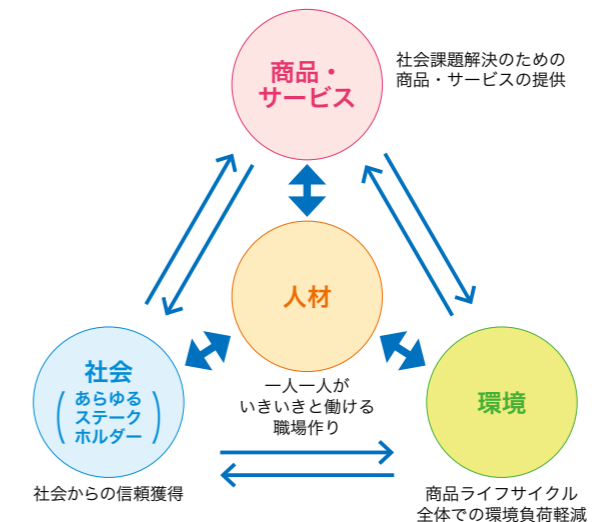 商品・
サービス
社会課題解決のための
商品・サービスの提供
人材
一人一人が
いきいきと働ける
職場作り
社会
(あらゆる
ステーク
ホルダー)
社会からの信頼獲得
環境
商品ライフサイクル
全体での環境負荷軽減